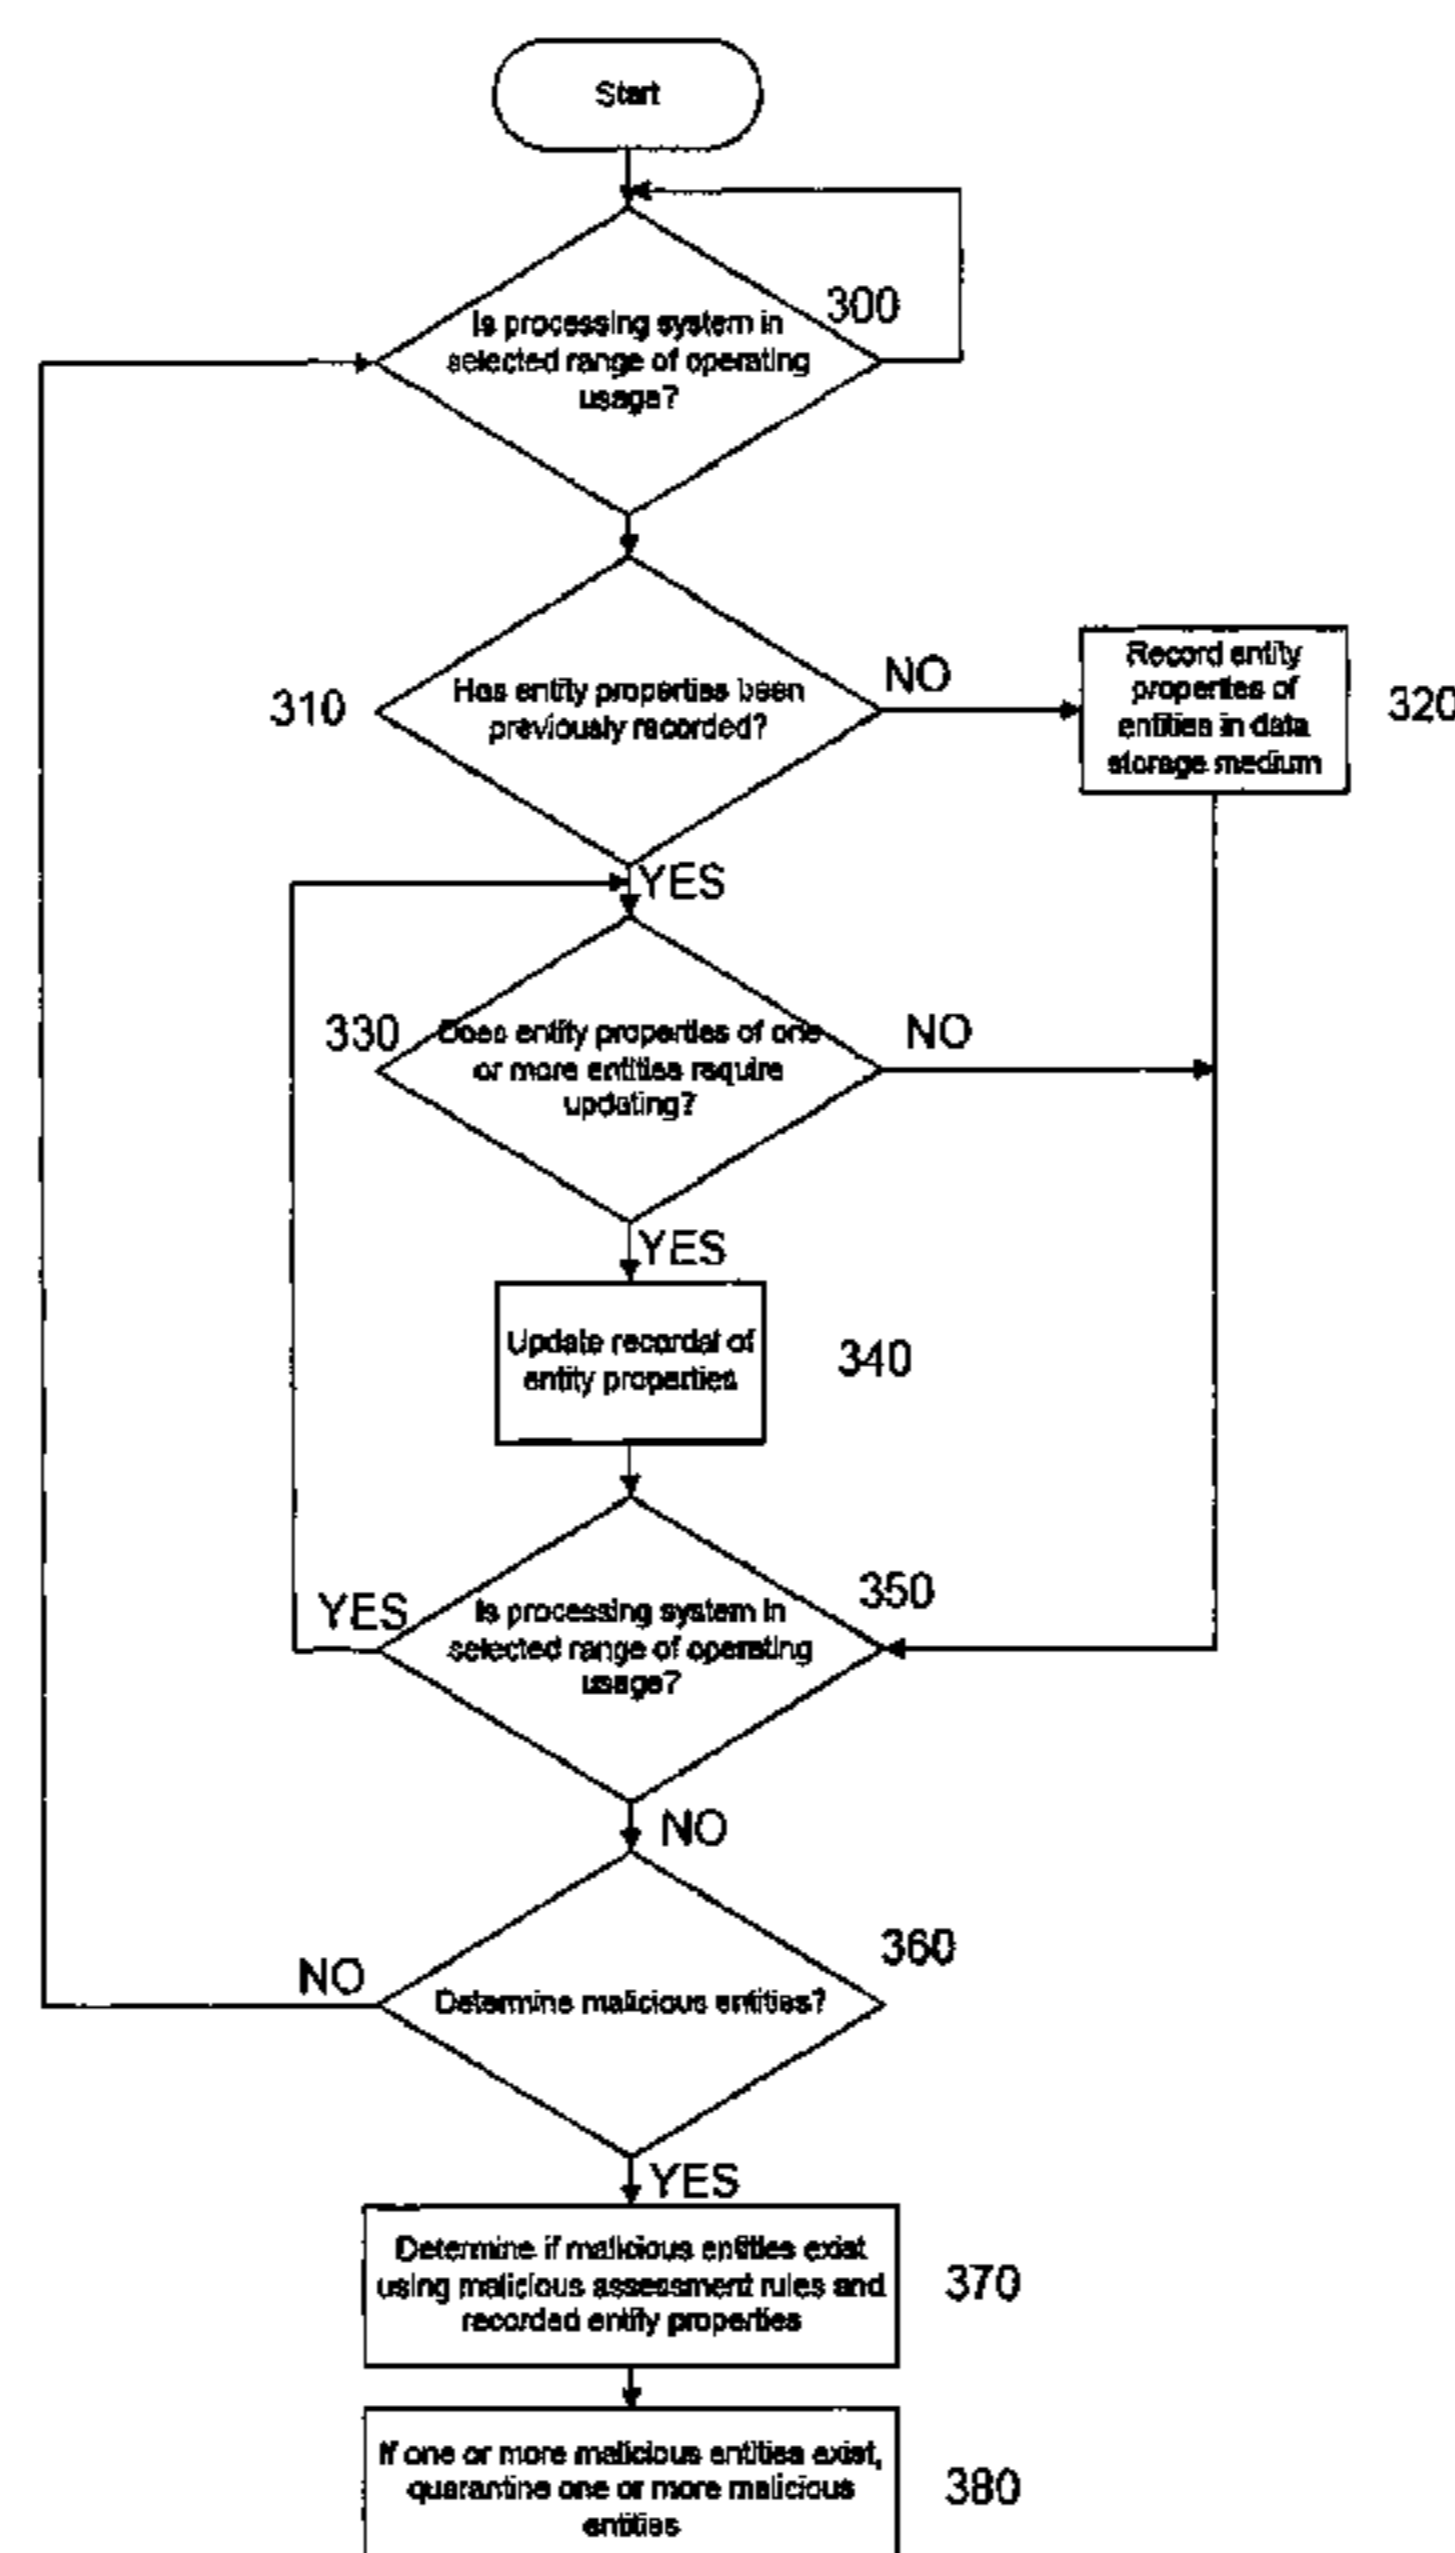 Start
300
Is processing system in
selected range of operating
usage?
310
Has entity properties been
previously recorded?
NO
Record entity
properties of
entities in data
storage medium
320
YES
330
Does entity properties of one
or more entities require
updating?
NO
YES
Update recordal of
entity properties
340
YES
Is processing system in
selected range of operating
usage?
350
NO
360
NO
Determine malicious entities?
YES
Determine if malicious entities exist
using malicious assessment rules and
recorded entity properties
370
If one or more malicious entities exist,
quarantine one or more malicious
entities
380